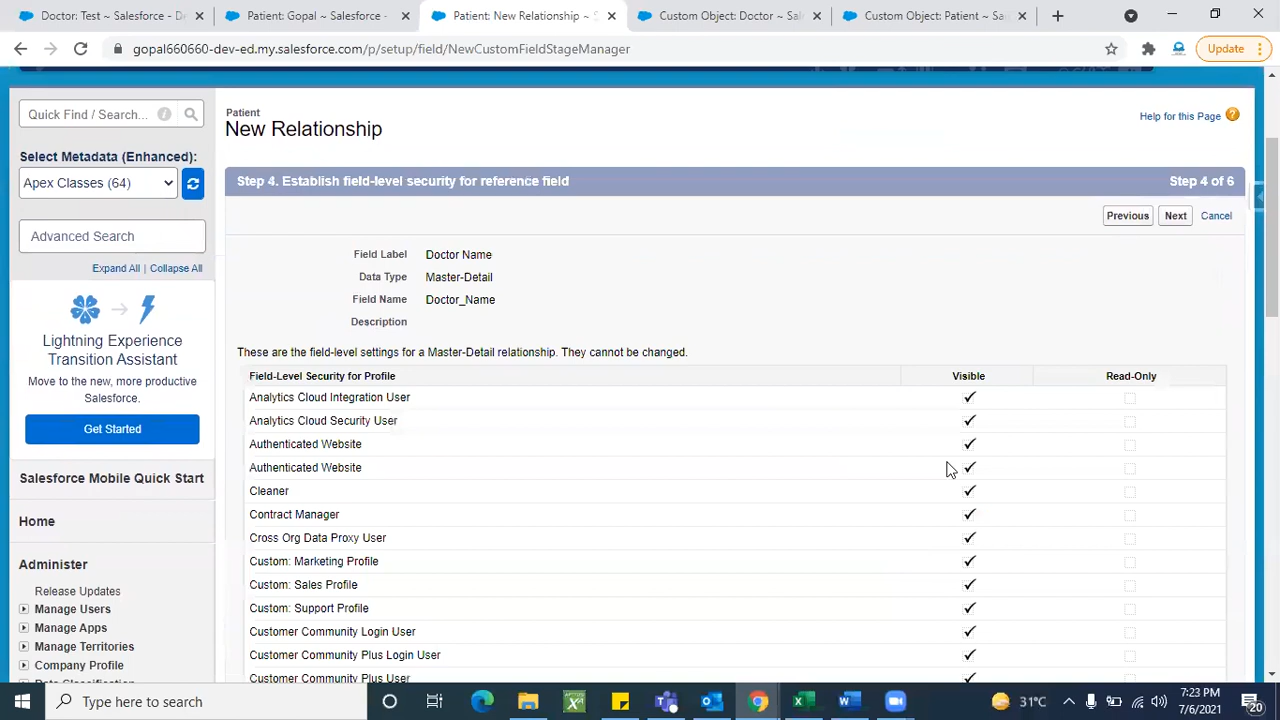 Doctor: Test ~ Salesforce - De
Patient: Gopal ~ Salesforce -
Patient: New Relationship ~ S
Custom Object: Doctor ~ Sal
Custom Object: Patient ~ Sa
gopal660660-dev-ed.my.salesforce.com/p/setup/field/NewCustomFieldStageManager
Update
Quick Find / Search...
Select Metadata (Enhanced):
Apex Classes (64)
Advanced Search
Expand All | Collapse All
Lightning Experience
Transition Assistant
Move to the new, more productive
Salesforce.
Get Started
Salesforce Mobile Quick Start
Home
Administer
Release Updates
Manage Users
Manage Apps
Manage Territories
Company Profile
Data Classification
Patient
New Relationship
Help for this Page
Step 4. Establish field-level security for reference field
Step 4 of 6
Previous
Next
Cancel
Field Label Doctor Name
Data Type Master-Detail
Field Name Doctor_Name
Description
These are the field-level settings for a Master-Detail relationship. They cannot be changed.
Field-Level Security for Profile Visible Read-Only
Analytics Cloud Integration User
Analytics Cloud Security User
Authenticated Website
Authenticated Website
Cleaner
Contract Manager
Cross Org Data Proxy User
Custom: Marketing Profile
Custom: Sales Profile
Custom: Support Profile
Customer Community Login User
Customer Community Plus Login User
Customer Community Plus User
Type here to search
31°C
7:23 PM
7/6/2021
20